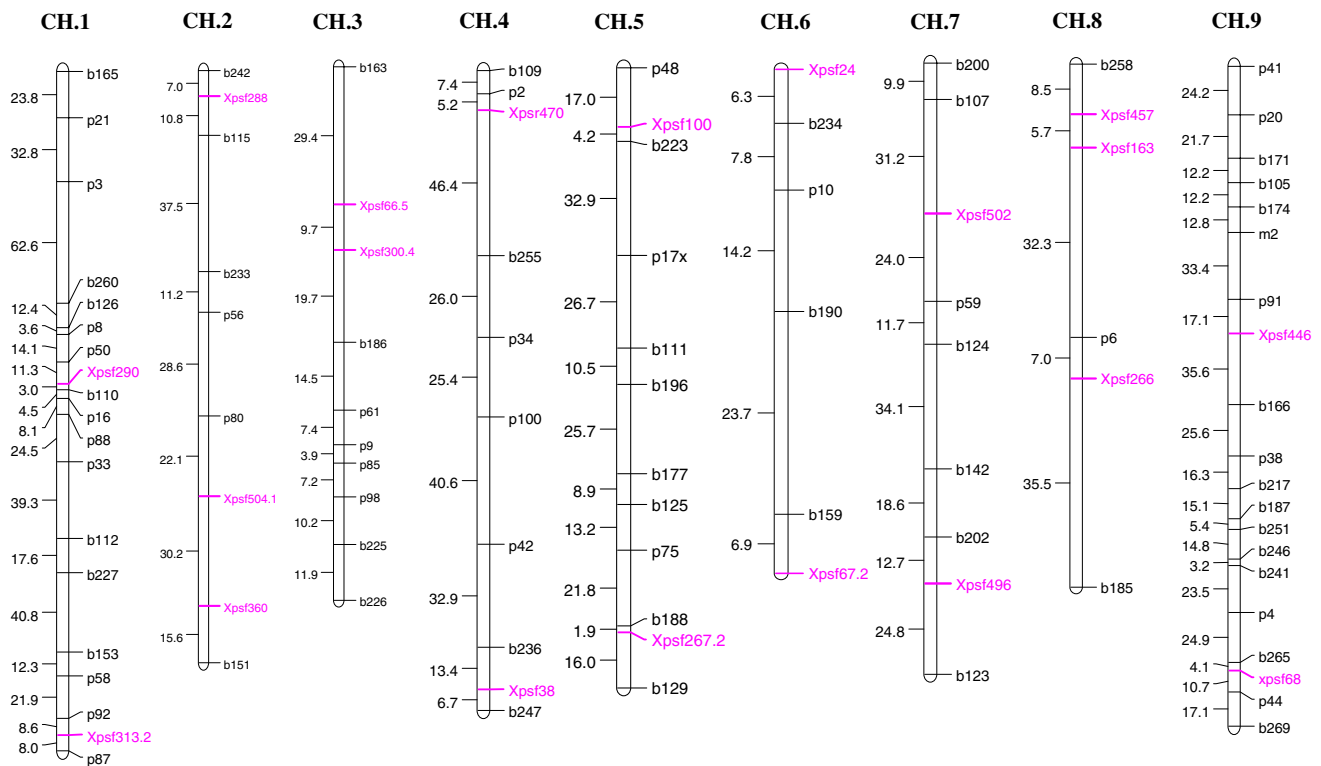 CH.1
CH.2
CH.3
CH.4
CH.5
CH.6
CH.7
CH.8
CH.9
b165
23.8
p21
32.8
p3
62.6
b260
12.4
b126
3.6
p8
14.1
p50
11.3
Xpsf290
3.0
b110
4.5
p16
8.1
p88
24.5
p33
39.3
b112
17.6
b227
40.8
b153
12.3
p58
21.9
p92
8.6
Xpsf313.2
8.0
p87
b242
7.0
Xpsf288
10.8
b115
37.5
b233
11.2
p56
28.6
p80
22.1
Xpsf504.1
30.2
Xpsf360
15.6
b151
b163
29.4
Xpsf66.5
9.7
Xpsf300.4
19.7
b186
14.5
p61
7.4
p9
3.9
p85
7.2
p98
10.2
b225
11.9
b226
b109
7.4
p2
5.2
Xpsr470
46.4
b255
26.0
p34
25.4
p100
40.6
p42
32.9
b236
13.4
Xpsf38
6.7
b247
p48
17.0
Xpsf100
4.2
b223
32.9
p17x
26.7
b111
10.5
b196
25.7
b177
8.9
b125
13.2
p75
21.8
b188
1.9
Xpsf267.2
16.0
b129
Xpsf24
6.3
b234
7.8
p10
14.2
b190
23.7
b159
6.9
Xpsf67.2
b200
9.9
b107
31.2
Xpsf502
24.0
p59
11.7
b124
34.1
b142
18.6
b202
12.7
Xpsf496
24.8
b123
b258
8.5
Xpsf457
5.7
Xpsf163
32.3
p6
7.0
Xpsf266
35.5
b185
p41
24.2
p20
21.7
b171
12.2
b105
12.2
b174
12.8
m2
33.4
p91
17.1
Xpsf446
35.6
b166
25.6
p38
16.3
b217
15.1
b187
5.4
b251
14.8
b246
3.2
b241
23.5
p4
24.9
b265
4.1
xpsf68
10.7
p44
17.1
b269